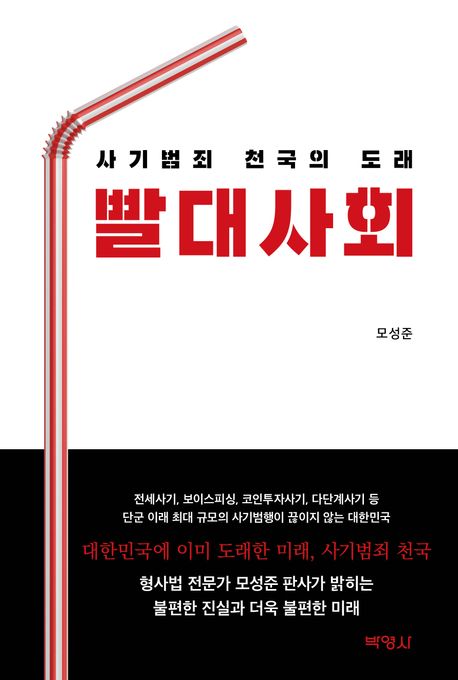 사기범죄 천국의 도래
빨대사회
모성준
전세사기, 보이스피싱, 코인투자사기, 다단계사기 등
단군 이래 최대 규모의 사기범행이 끊이지 않는 대한민국
대한민국에 이미 도래한 미래, 사기범죄 천국
형사법 전문가 모성준 판사가 밝히는
불편한 진실과 더욱 불편한 미래
박영사